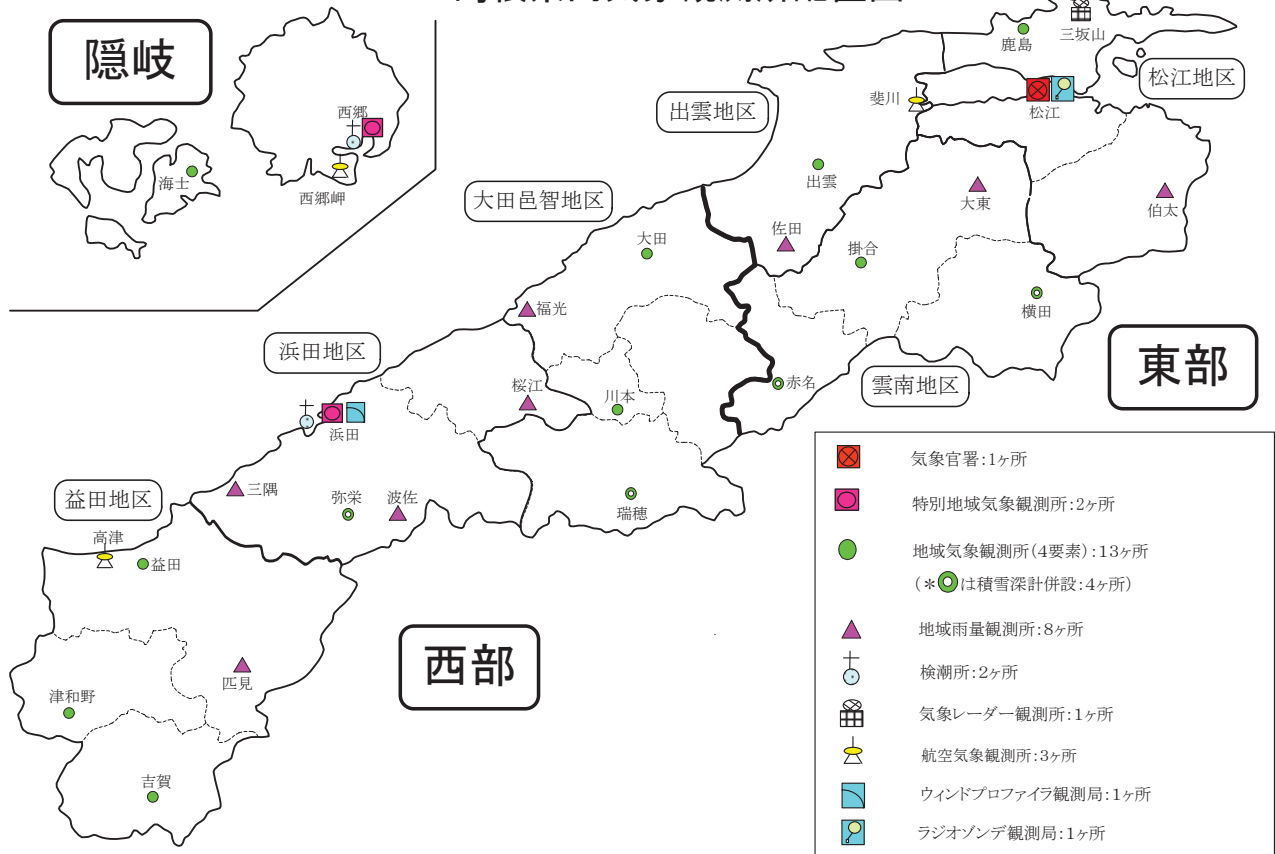 隠岐
西郷
海士
西郷岬
鹿島
三坂山
松江地区
出雲地区
斐川
松江
出雲
大東
伯太
大田邑智地区
佐田
大田
掛合
横田
福光
東部
浜田地区
桜江
川本
赤名
雲南地区
浜田
三隅
弥栄
波佐
瑞穂
益田地区
高津
益田
西部
匹見
津和野
吉賀
気象官署:1ヶ所
特別地域気象観測所:2ヶ所
地域気象観測所(4要素):13ヶ所
(*◎は積雪深計併設:4ヶ所)
地域雨量観測所:8ヶ所
検潮所:2ヶ所
気象レーダー観測所:1ヶ所
航空気象観測所:3ヶ所
ウィンドプロファイラ観測局:1ヶ所
ラジオゾンデ観測局:1ヶ所